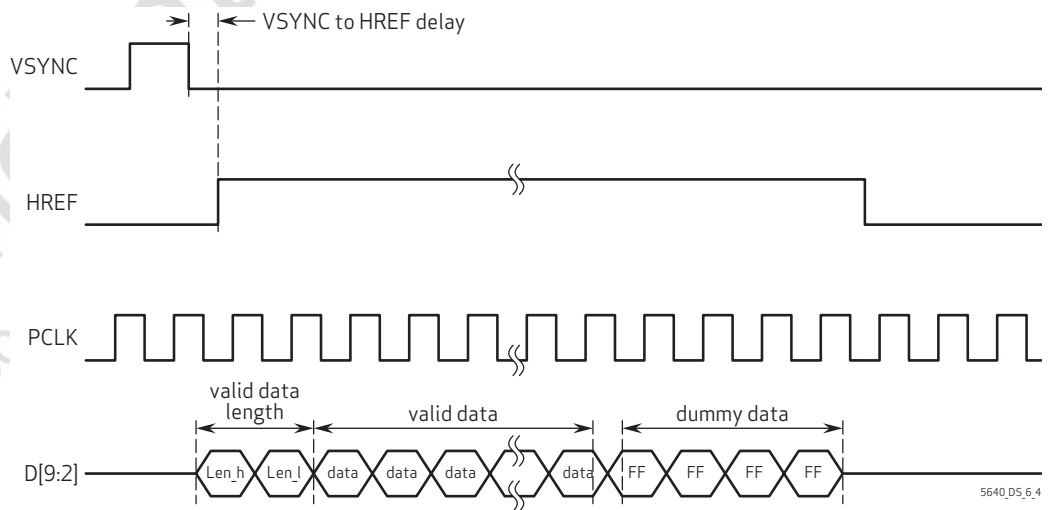 VSYNC to HREF delay
VSYNC
HREF
PCLK
valid data
length
valid data
dummy data
D[9:2]
Len_h Len_l data data data data FF FF FF FF
5640_DS_6_4